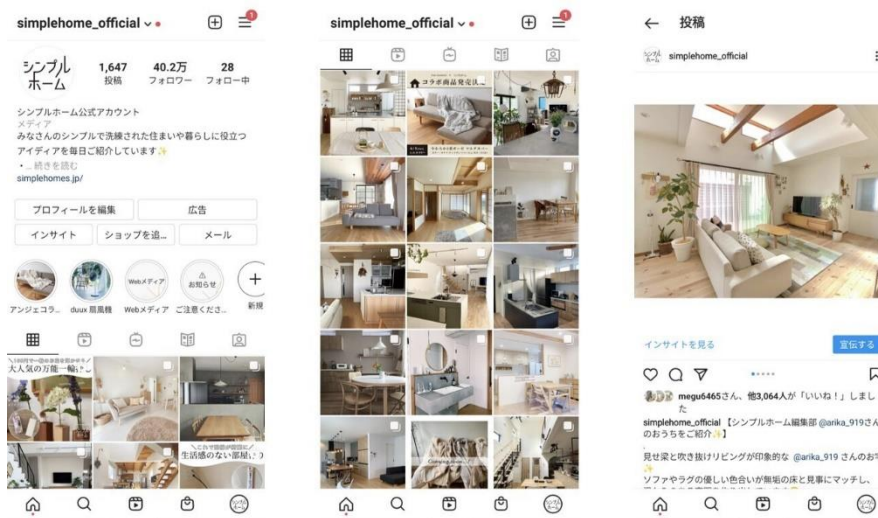 simplehome_official
1
シンプル
ホーム
1,647
投稿
40.2万
フォロワー
28
フォロー中
シンプルホーム公式アカウント
メディア
みなさんのシンプルで洗練された住まいや暮らしに役立つ
アイディアを毎日ご紹介しています✨
・... 続きを読む
simplehomes.jp/
プロフィールを編集
広告
インサイト
ショップを追...
メール
Webメディア
お知らせ
アンジェコラ...
duux 扇風機
Webメディア
ご注意くださ...
新規
大人気の万能一輪
これで
生活感のない部屋
simplehome_official
コラボ商品発売決
Coming soon
投稿
シンプル
ホーム
simplehome_official
インサイトを見る
宣伝する
megu6465さん、他3,064人が「いいね！」しまし
た
simplehome_official 【シンプルホーム編集部 @arika_919さん
のおうちをご紹介✨】
見せ梁と吹き抜けリビングが印象的な @arika_919 さんのお宅
✨
ソファやラグの優しい色合いが無垢の床と見事にマッチし、